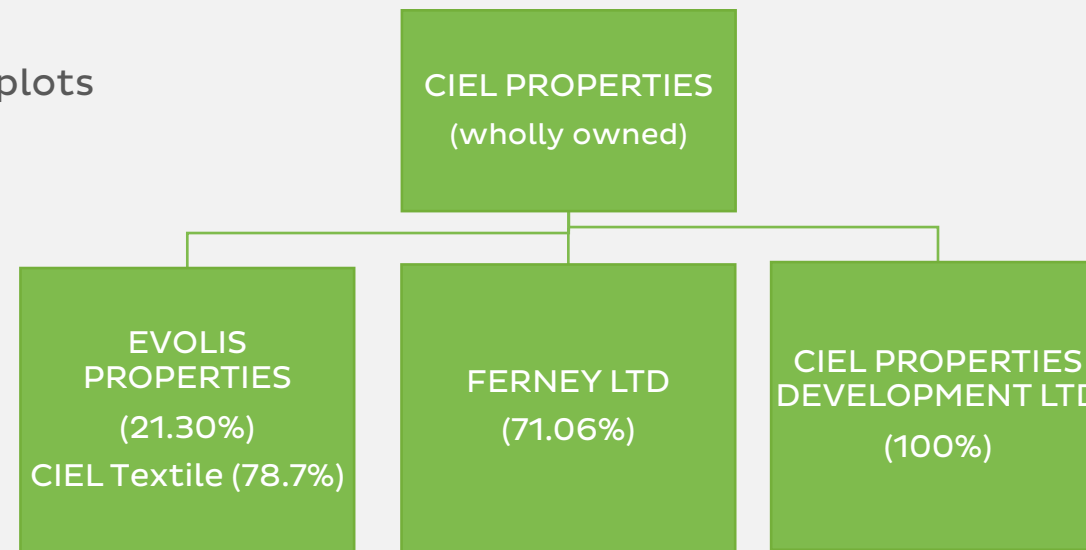 plots
CIEL PROPERTIES
(wholly owned)
EVOLIS
PROPERTIES
(21.30%)
CIEL Textile (78.7%)
FERNEY LTD
(71.06%)
CIEL PROPERTIES
DEVELOPMENT LTD
(100%)